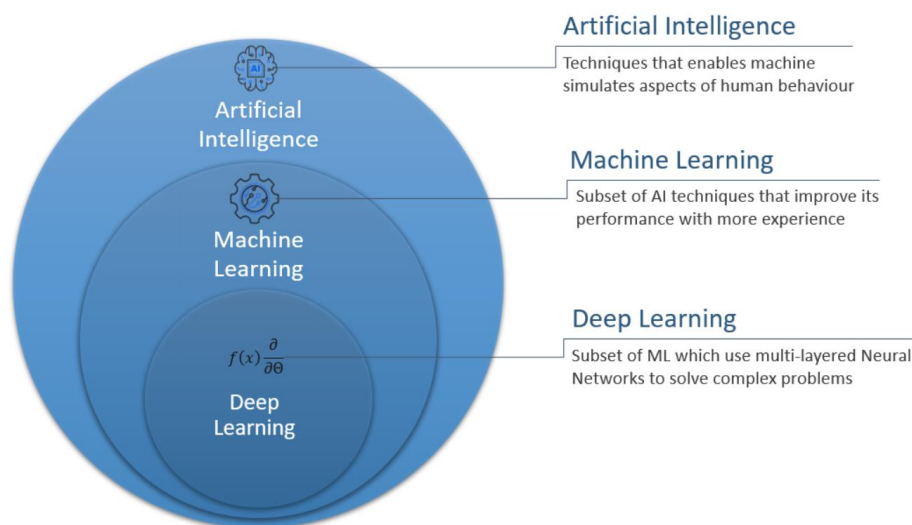 AI
Artificial
Intelligence
Machine
Learning
f(x) ∂/∂Θ
Deep
Learning
Artificial Intelligence
Techniques that enables machine
simulates aspects of human behaviour
Machine Learning
Subset of AI techniques that improve its
performance with more experience
Deep Learning
Subset of ML which use multi-layered Neural
Networks to solve complex problems